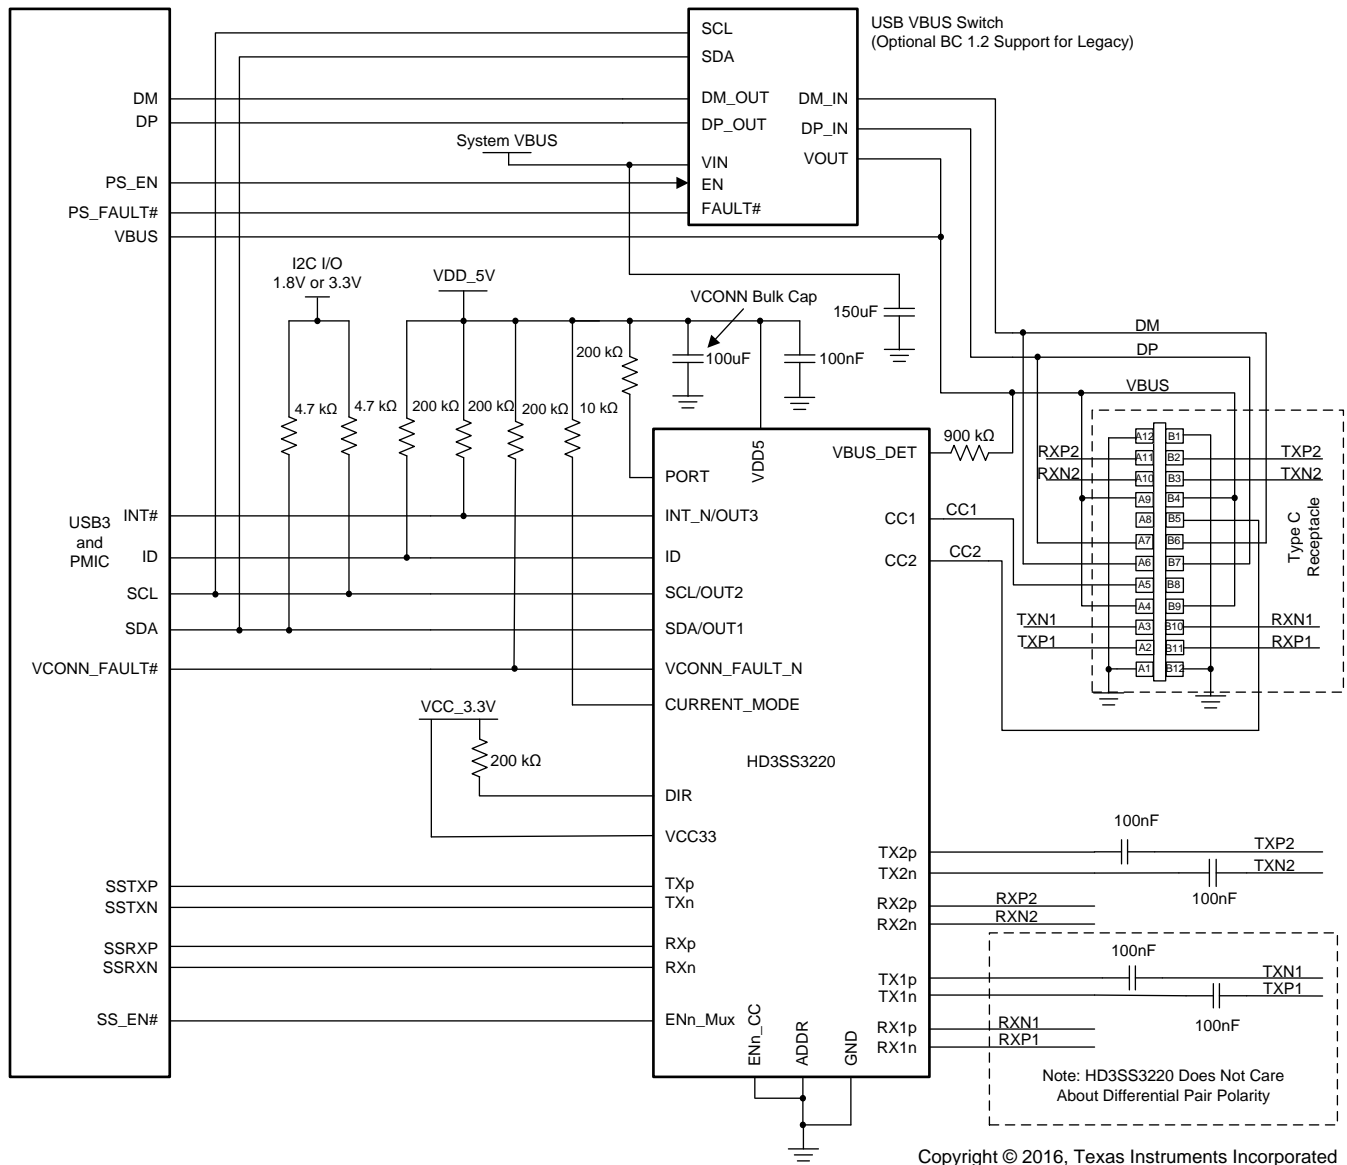 USB VBUS Switch
(Optional BC 1.2 Support for Legacy)
SCL
SDA
DM
DM_OUT
DM_IN
DP
DP_OUT
DP_IN
System VBUS
VIN
VOUT
PS_EN
EN
PS_FAULT#
FAULT#
VBUS
I2C I/O
1.8V or 3.3V
VDD_5V
VCONN Bulk Cap
150uF
100uF
100nF
200 kΩ
DM
DP
VBUS
4.7 kΩ
4.7 kΩ
200 kΩ
200 kΩ
200 kΩ
10 kΩ
900 kΩ
VDD5
VBUS_DET
PORT
INT#
INT_N/OUT3
CC1
CC1
USB3
and
PMIC
ID
ID
CC2
CC2
SCL
SCL/OUT2
SDA
SDA/OUT1
VCONN_FAULT#
VCONN_FAULT_N
CURRENT_MODE
VCC_3.3V
200 kΩ
HD3SS3220
DIR
VCC33
A12
B1
RXP2
A11
B2
TXP2
RXN2
A10
B3
TXN2
A9
B4
A8
B5
A7
B6
A6
B7
A5
B8
A4
B9
TXN1
A3
B10
RXN1
TXP1
A2
B11
RXP1
A1
B12
Type C
Receptacle
100nF
TX2p
TXP2
TX2n
TXN2
100nF
SSTXP
TXp
SSTXN
TXn
RX2p
RXP2
RX2n
RXN2
SSRXP
RXp
SSRXN
RXn
100nF
TX1p
TXN1
TX1n
TXP1
100nF
SS_EN#
ENn_Mux
RX1p
RXN1
RX1n
RXP1
ENn_CC
ADDR
GND
Note: HD3SS3220 Does Not Care
About Differential Pair Polarity
Copyright © 2016, Texas Instruments Incorporated